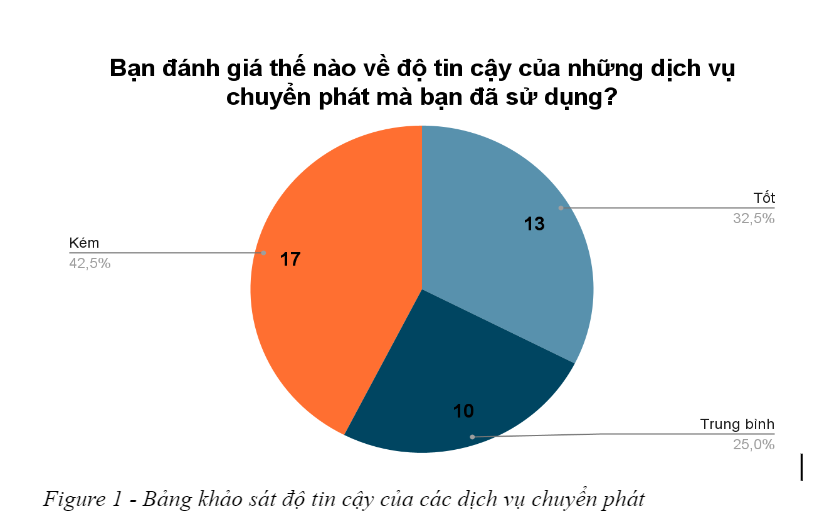 Bạn đánh giá thế nào về độ tin cậy của những dịch vụ
chuyển phát mà bạn đã sử dụng?
Tốt
32,5%
13
Kém
42,5%
17
10
Trung bình
25,0%
Figure 1 - Bảng khảo sát độ tin cậy của các dịch vụ chuyển phát